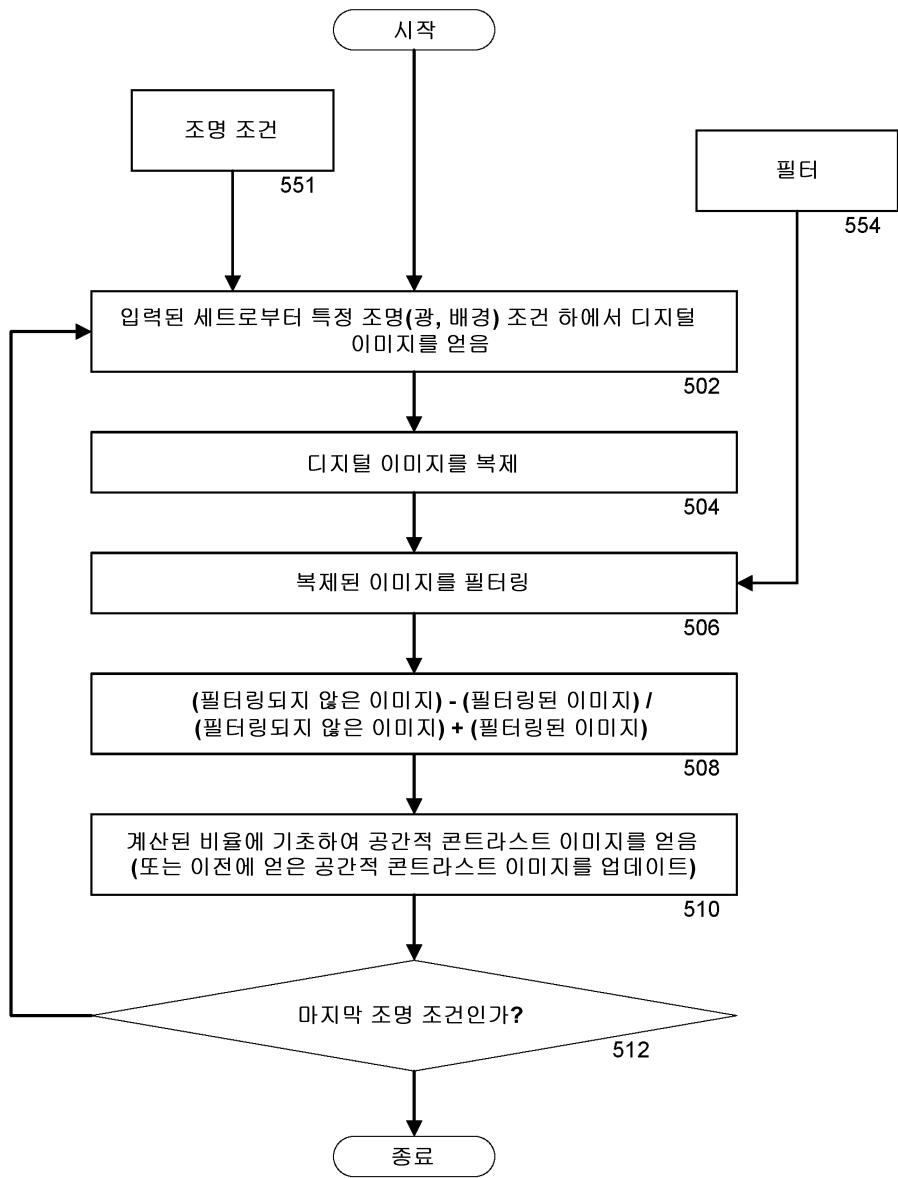 시작
조명 조건
551
필터
554
입력된 세트로부터 특정 조명(광, 배경) 조건 하에서 디지털
이미지를 얻음
502
디지털 이미지를 복제
504
복제된 이미지를 필터링
506
(필터링되지 않은 이미지) - (필터링된 이미지) /
(필터링되지 않은 이미지) + (필터링된 이미지)
508
계산된 비율에 기초하여 공간적 콘트라스트 이미지를 얻음
(또는 이전에 얻은 공간적 콘트라스트 이미지를 업데이트)
510
마지막 조명 조건인가?
512
종료